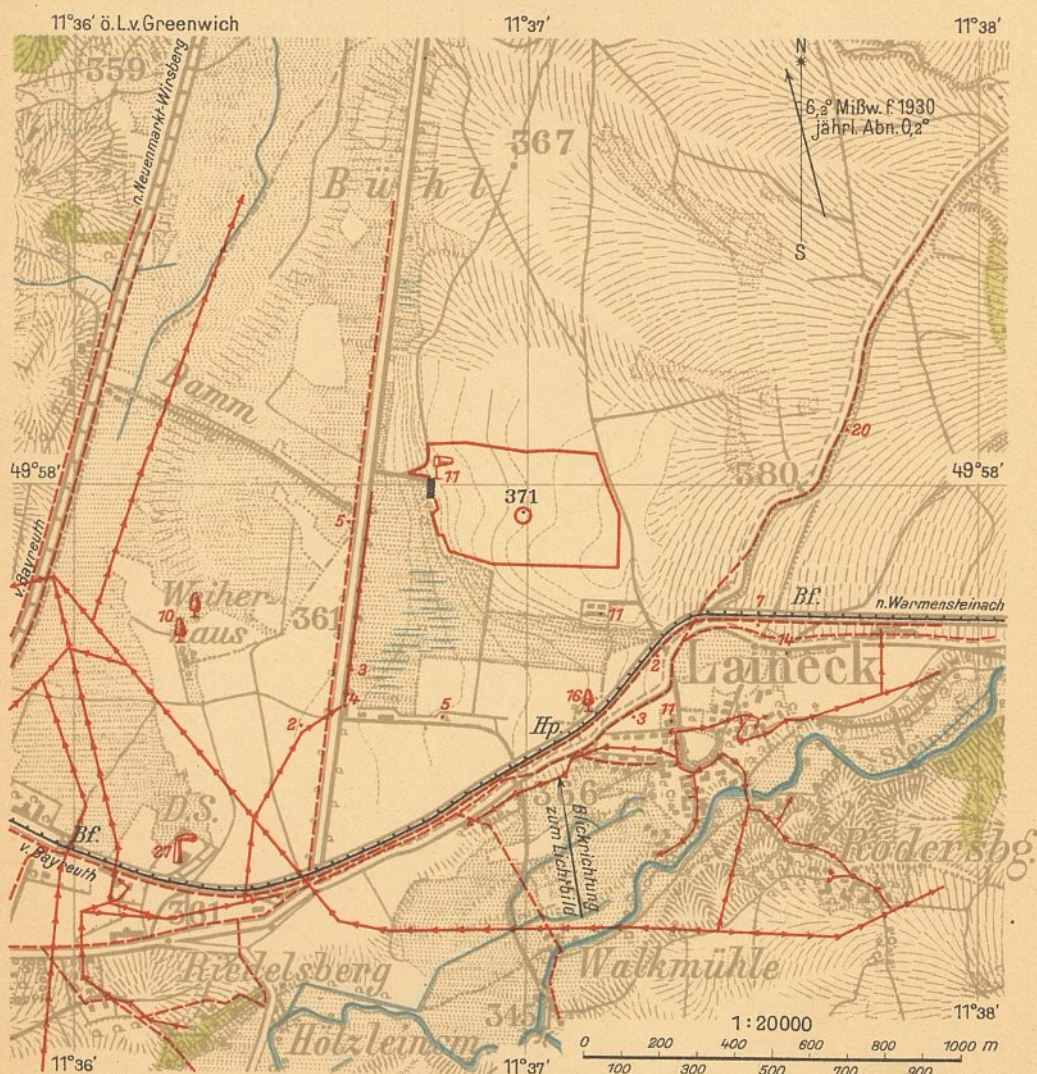 11°36' ö.L.v.Greenwich
11°37'
11°38'
359
n. Neuenmarkt-Wirsberg
N
6,2° Mißw. f. 1930
jährl. Abn. 0,2°
S
367
Bühl
Damm
49°58'
49°58'
20
11
371
380
5
v. Bayreuth
Weiher-
haus
10
361
11
7
Bf.
n. Warmensteinach
14
Laineck
2
3
4
5
16
3
11
2
Hp.
D.S.
27
Bf.
v. Bayreuth
361
Blickrichtung
zum Lichtbild
Rodersbg.
Riedelsberg
Walkmühle
345
Hölzleinsm
11°36'
11°37'
11°38'
1:20000
0 200 400 600 800 1000 m
100 300 500 700 900